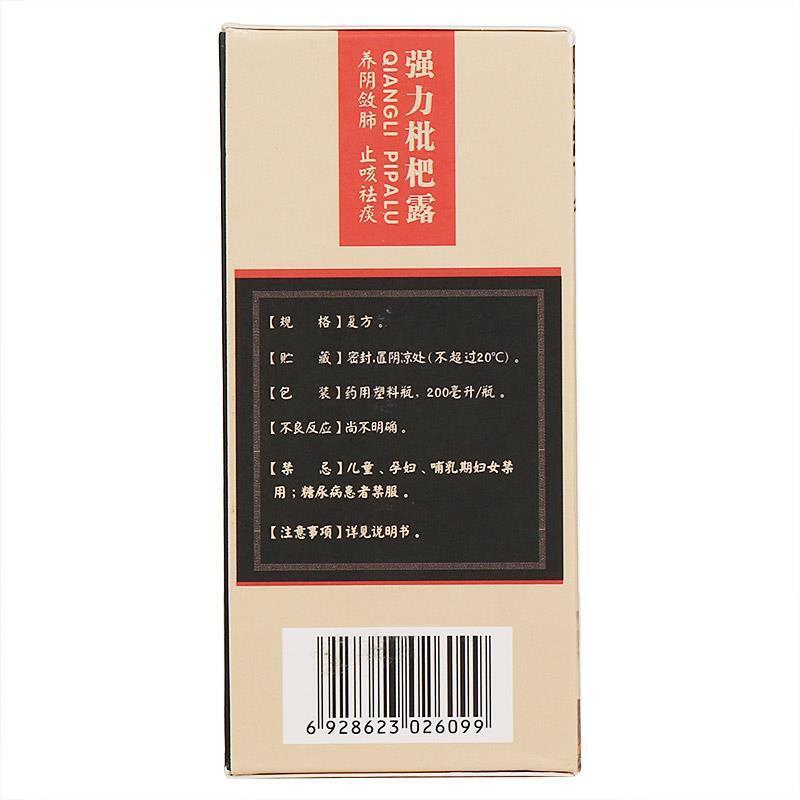 强力枇杷露
QIANGLI PIPALU
养阴敛肺 止咳祛痰
【规 格】复方。
【贮 藏】密封,置阴凉处(不超过20℃)。
【包 装】药用塑料瓶, 200毫升/瓶。
【不良反应】尚不明确。
【禁 忌】儿童、孕妇、哺乳期妇女禁
用;糖尿病患者禁服。
【注意事项】详见说明书。
6 928623 026099